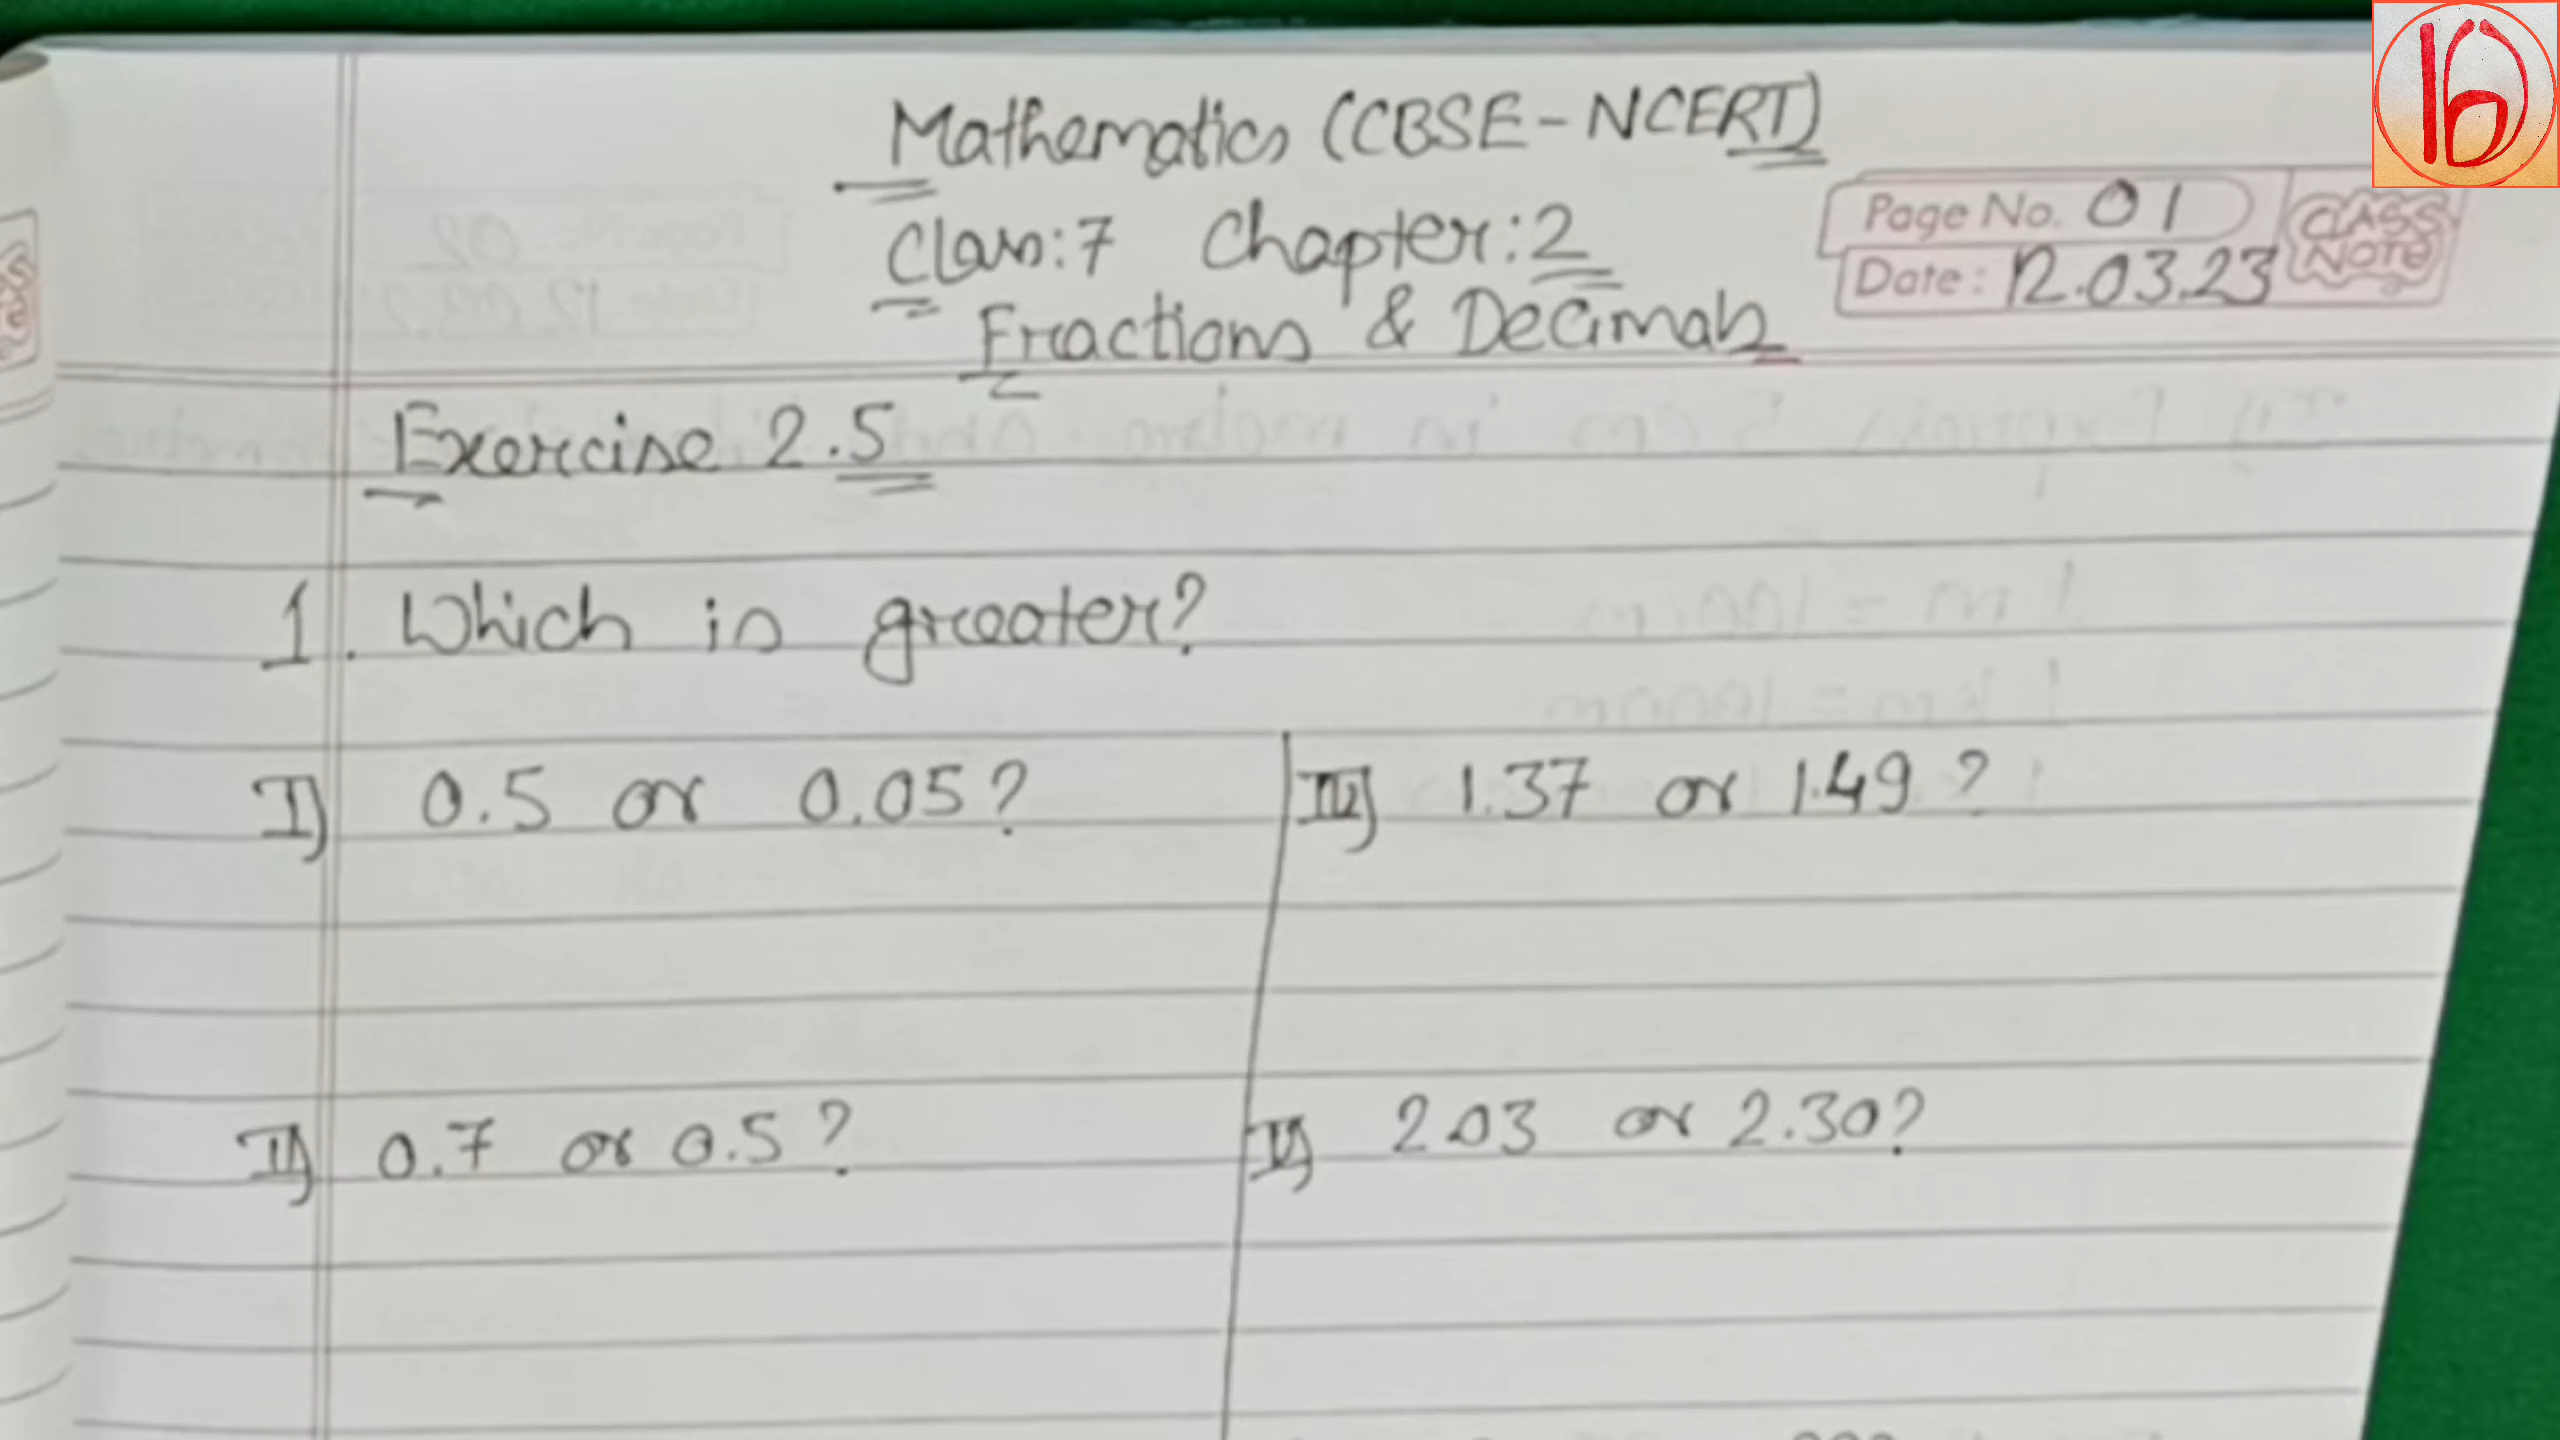 Mathematics (CBSE-NCERT)
Class:7 Chapter:2
Fractions & Decimals
Page No. 01
Date: 12.03.23
CLASS NOTE
Exercise 2.5
1. Which is greater?
I) 0.5 or 0.05?
II) 0.7 or 0.5?
IV) 1.37 or 1.49?
V) 2.03 or 2.30?